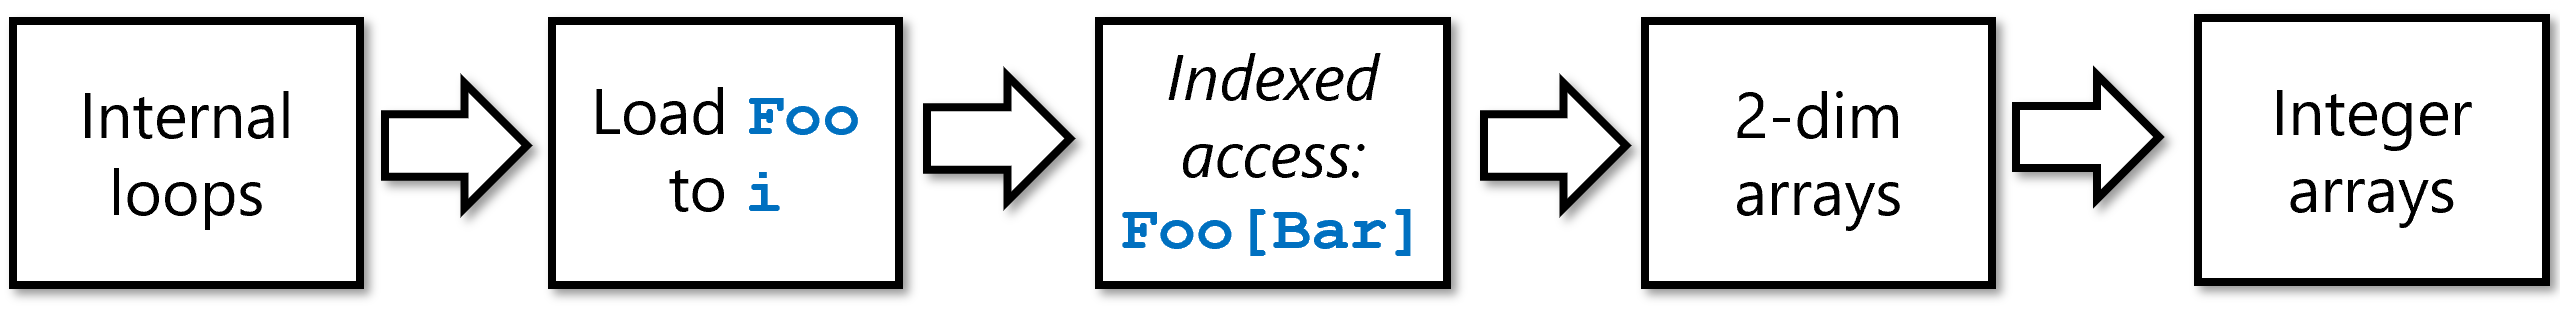 Internal
loops
Load Foo
to i
Indexed
access:
Foo[Bar]
2-dim
arrays
Integer
arrays